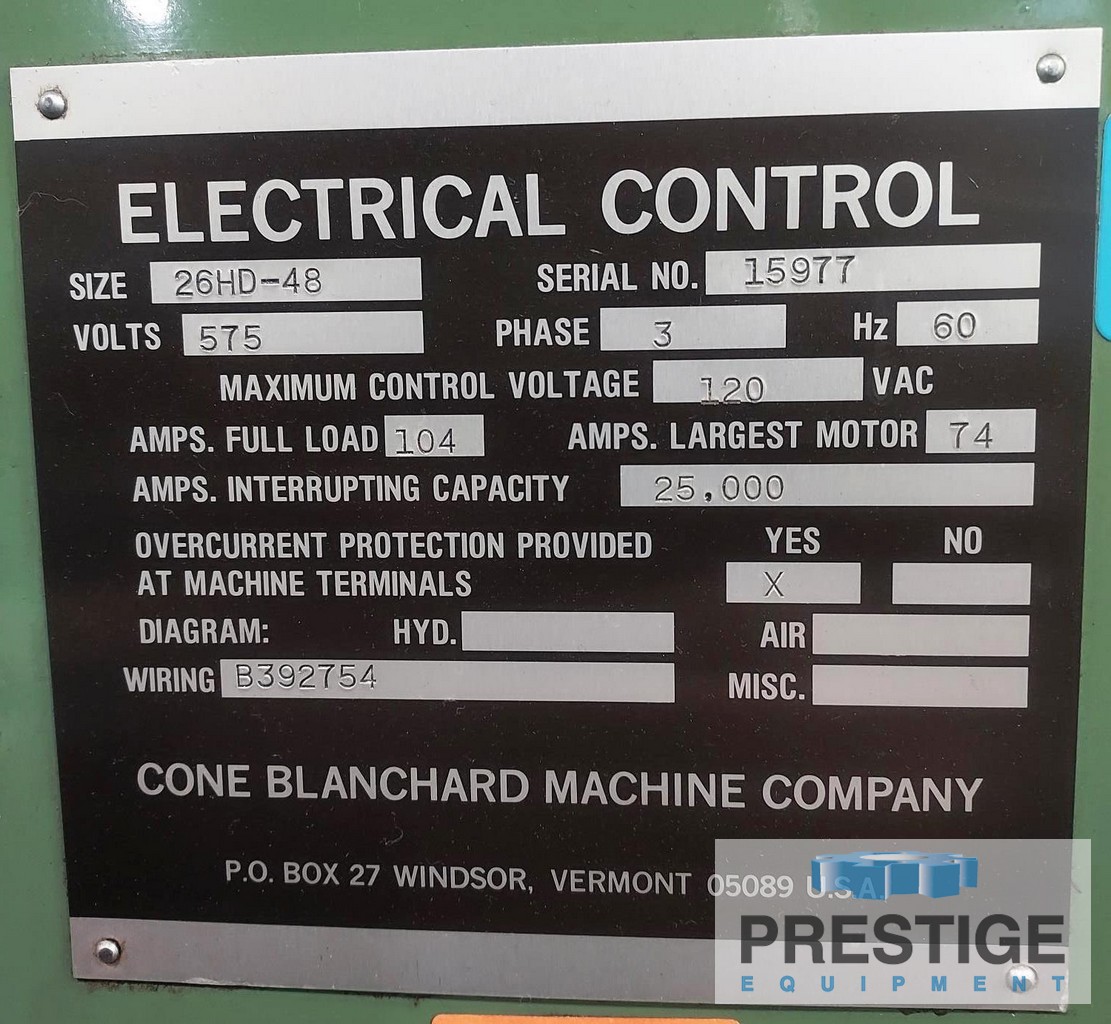 ELECTRICAL CONTROL
SIZE 26HD-48 SERIAL NO. 15977
VOLTS 575 PHASE 3 Hz 60
MAXIMUM CONTROL VOLTAGE 120 VAC
AMPS. FULL LOAD 104 AMPS. LARGEST MOTOR 74
AMPS. INTERRUPTING CAPACITY 25,000
OVERCURRENT PROTECTION PROVIDED YES NO
AT MACHINE TERMINALS X
DIAGRAM: HYD. AIR
WIRING B392754 MISC.
CONE BLANCHARD MACHINE COMPANY
P.O. BOX 27 WINDSOR, VERMONT 05089 U.S.A.
PRESTIGE
EQUIPMENT